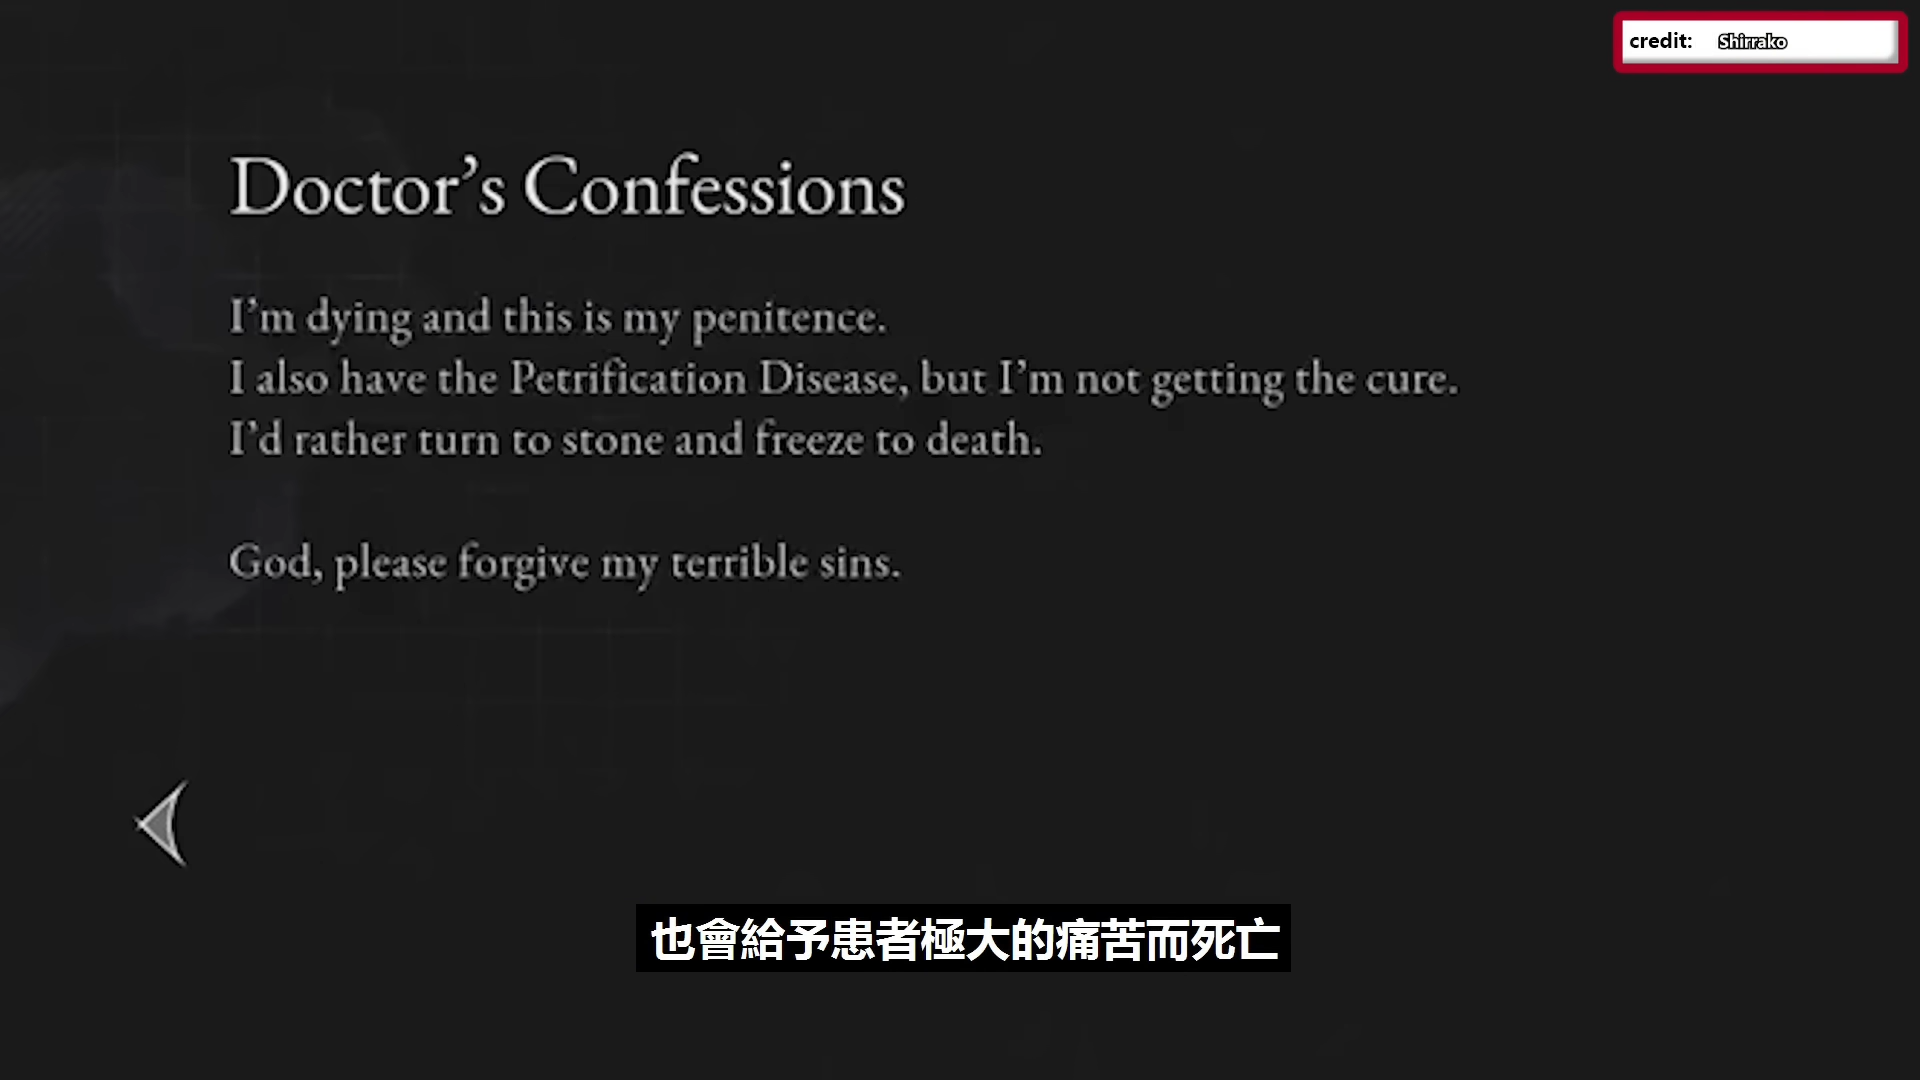 credit: Shirrako
Doctor’s Confessions
I’m dying and this is my penitence.
I also have the Petrification Disease, but I’m not getting the cure.
I’d rather turn to stone and freeze to death.
God, please forgive my terrible sins.
也會給予患者極大的痛苦而死亡